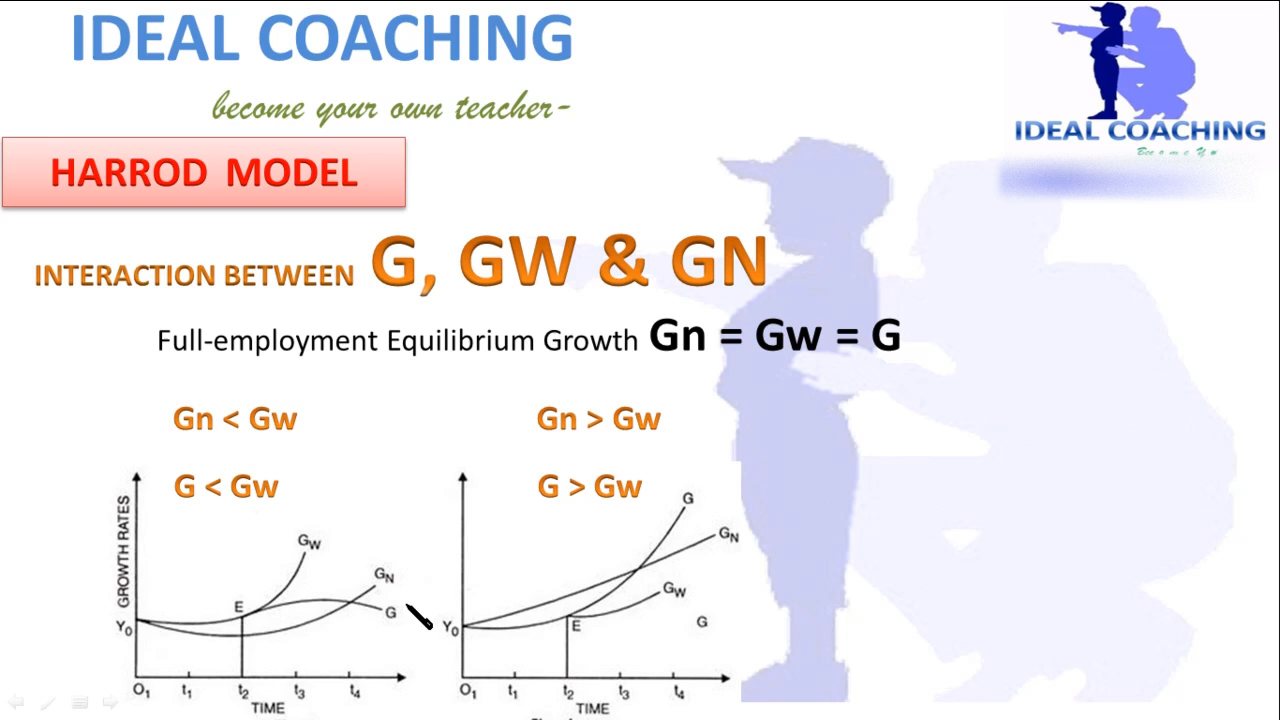 IDEAL COACHING
become your own teacher-
IDEAL COACHING
HARROD MODEL
INTERACTION BETWEEN G, GW & GN
Full-employment Equilibrium Growth Gn = Gw = G
Gn < Gw
Gn > Gw
G < Gw
G > Gw
GROWTH RATES
GW
GN
G
E
Y0
O1 t1 t2 t3 t4
TIME
G
GN
GW
G
E
Y0
O1 t1 t2 t3 t4
TIME